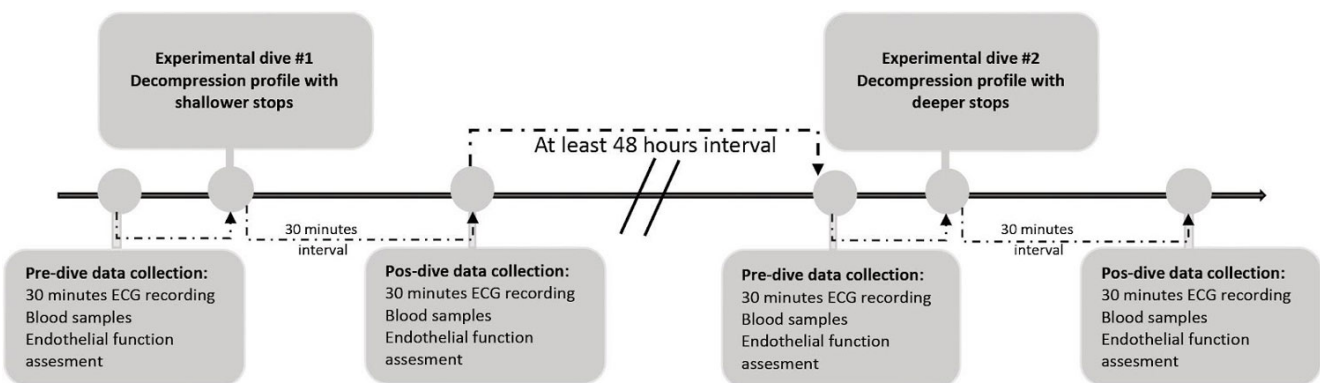 Experimental dive #1
Decompression profile with
shallower stops
Experimental dive #2
Decompression profile with
deeper stops
At least 48 hours interval
30 minutes
interval
30 minutes
interval
Pre-dive data collection:
30 minutes ECG recording
Blood samples
Endothelial function
assesment
Pos-dive data collection:
30 minutes ECG recording
Blood samples
Endothelial function
assesment
Pre-dive data collection:
30 minutes ECG recording
Blood samples
Endothelial function
assesment
Pos-dive data collection:
30 minutes ECG recording
Blood samples
Endothelial function
assesment